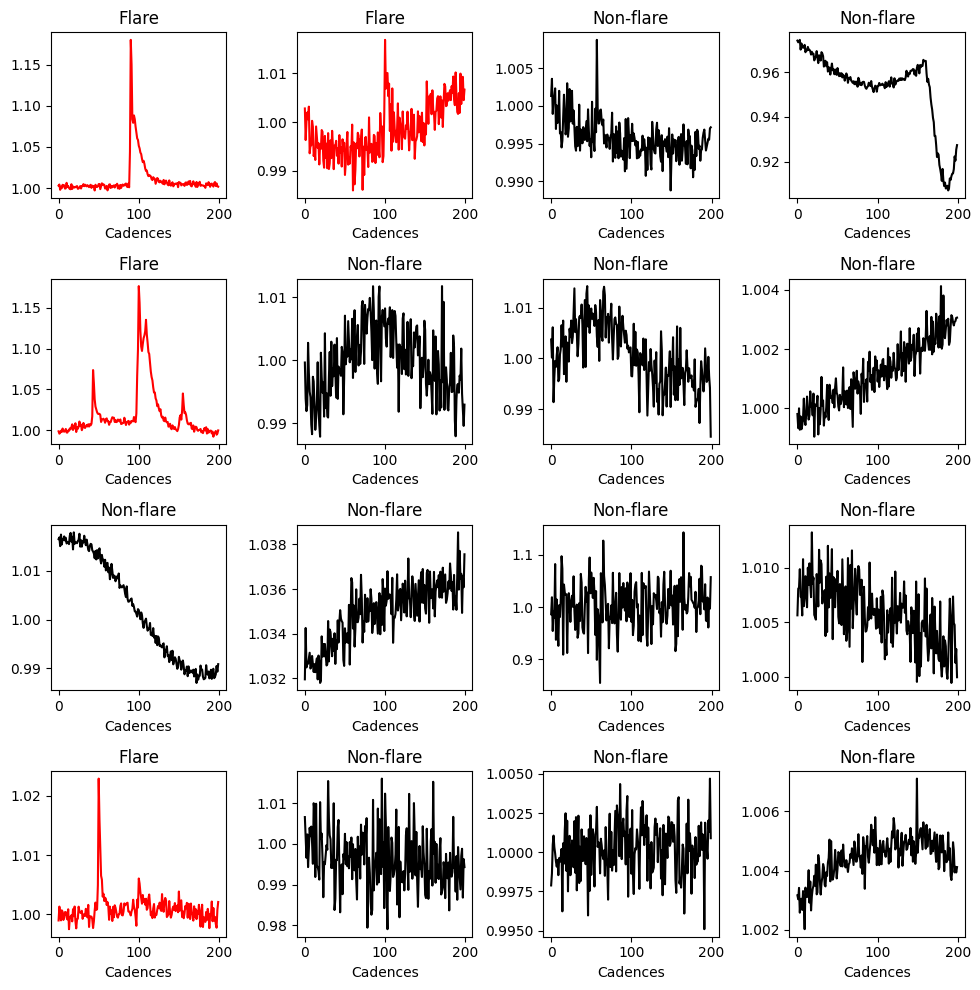 Flare
1.15
1.10
1.05
1.00
0 100 200
Cadences
Flare
1.01
1.00
0.99
0 100 200
Cadences
Non-flare
1.005
1.000
0.995
0.990
0 100 200
Cadences
Non-flare
0.96
0.94
0.92
0 100 200
Cadences
Flare
1.15
1.10
1.05
1.00
0 100 200
Cadences
Non-flare
1.01
1.00
0.99
0 100 200
Cadences
Non-flare
1.01
1.00
0.99
0 100 200
Cadences
Non-flare
1.004
1.002
1.000
0 100 200
Cadences
Non-flare
1.01
1.00
0.99
0 100 200
Cadences
Non-flare
1.038
1.036
1.034
1.032
0 100 200
Cadences
Non-flare
1.1
1.0
0.9
0 100 200
Cadences
Non-flare
1.010
1.005
1.000
0 100 200
Cadences
Flare
1.02
1.01
1.00
0 100 200
Cadences
Non-flare
1.01
1.00
0.99
0.98
0 100 200
Cadences
Non-flare
1.0050
1.0025
1.0000
0.9975
0.9950
0 100 200
Cadences
Non-flare
1.006
1.004
1.002
0 100 200
Cadences